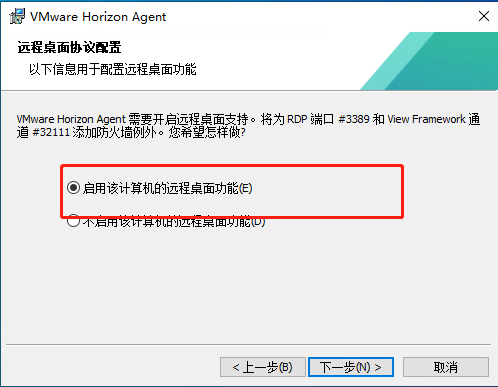 VMware Horizon Agent
远程桌面协议配置
以下信息用于配置远程桌面功能
VMware Horizon Agent 需要开启远程桌面支持。将为 RDP 端口 #3389 和 View Framework 通
道 #32111 添加防火墙例外。您希望怎样做?
启用该计算机的远程桌面功能(E)
不启用该计算机的远程桌面功能(D)
< 上一步(B) 下一步(N) > 取消